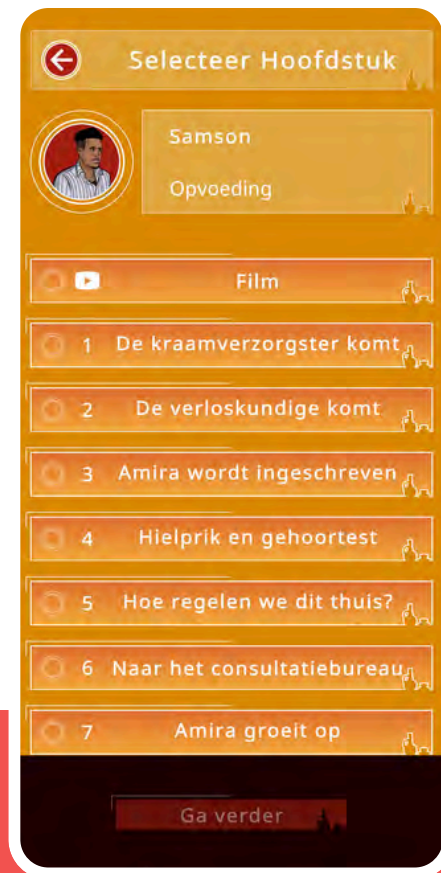 Selecteer Hoofdstuk
Samson
Opvoeding
Film
1 De kraamverzorgster komt
2 De verloskundige komt
3 Amira wordt ingeschreven
4 Hielprik en gehoortest
5 Hoe regelen we dit thuis?
6 Naar het consultatiebureau
7 Amira groeit op
Ga verder